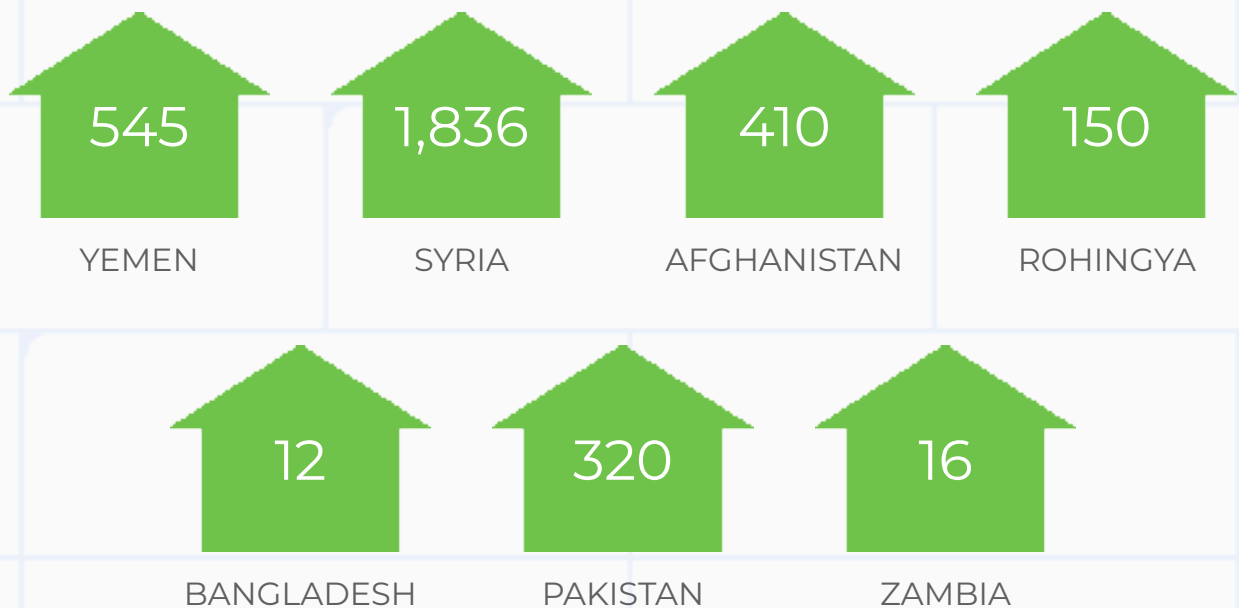 545 1,836 410 150
YEMEN SYRIA AFGHANISTAN ROHINGYA
12 320 16
BANGLADESH PAKISTAN ZAMBIA